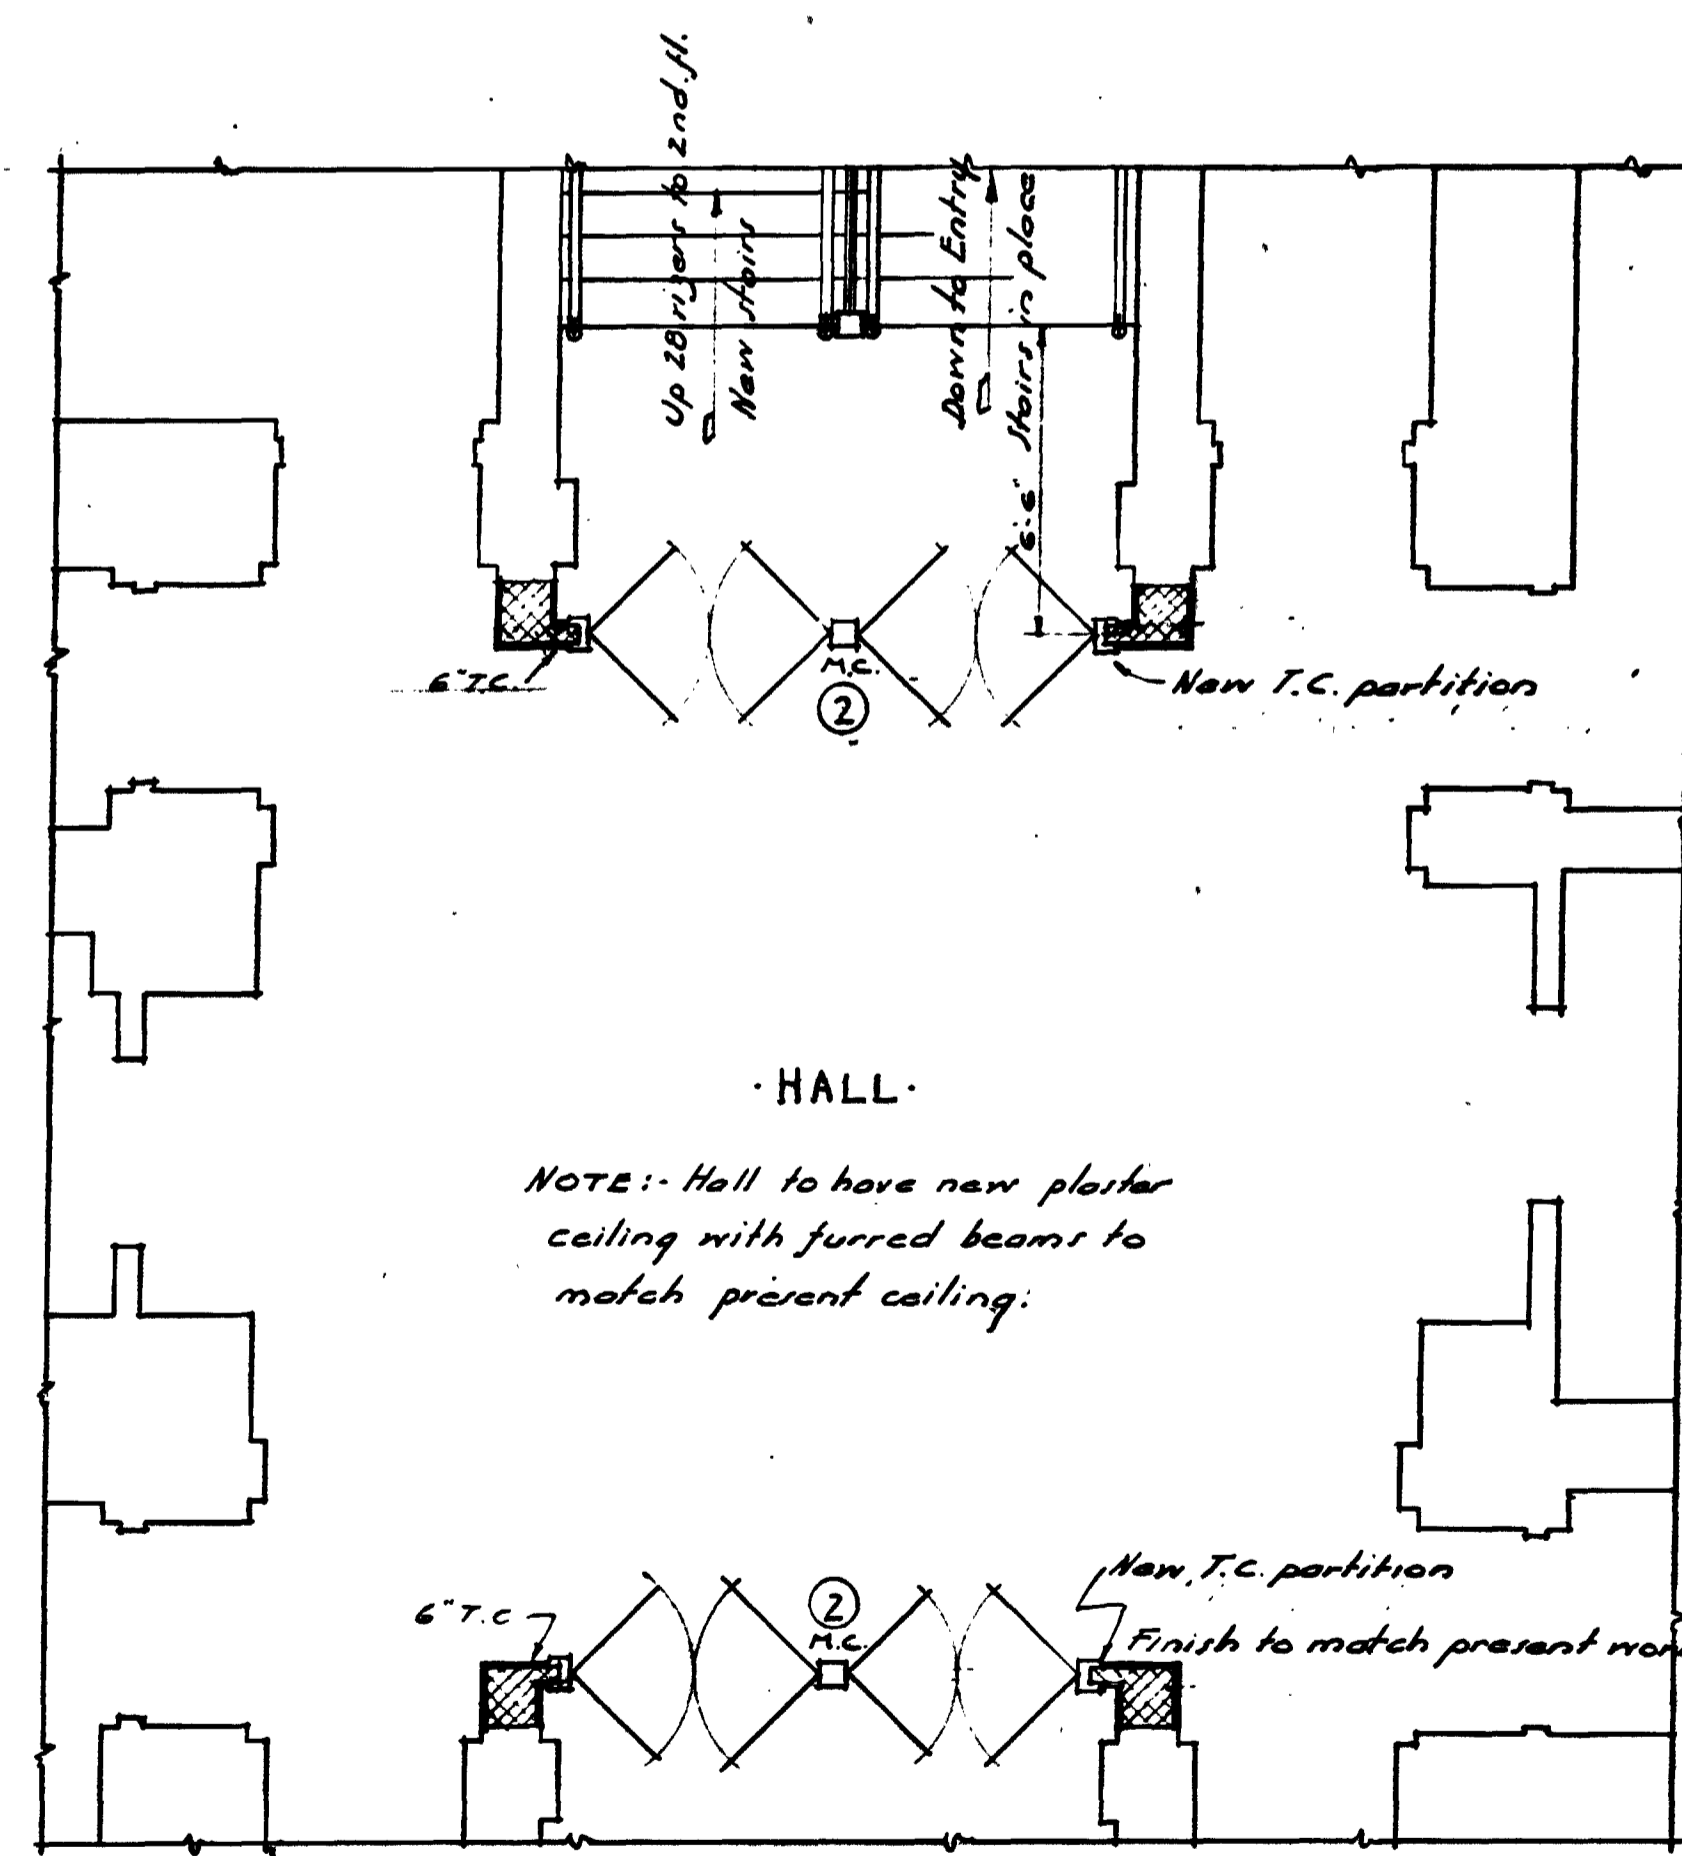 Up 28 risers to 2nd. fl.
New stairs
Down to Entry
Stairs in place
6'-6"
6" T.C.
M.C.
2
New T.C. partition
·HALL·
NOTE:- Hall to have new plaster
ceiling with furred beams to
match present ceiling.
New T.C. partition
6" T.C
2
M.C.
Finish to match present